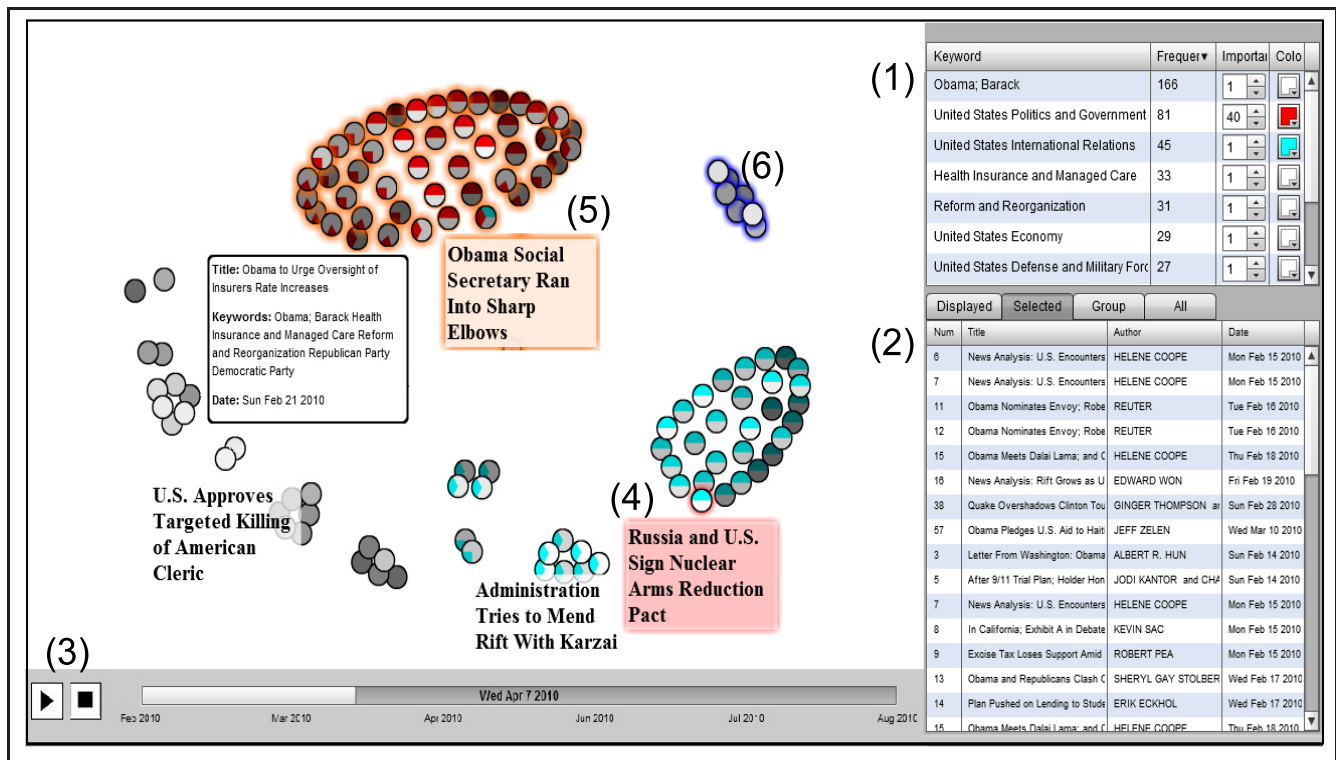 (1)
Keyword Frequer▾ Importai Colo
Obama; Barack 166 1
United States Politics and Government 81 40
United States International Relations 45 1
Health Insurance and Managed Care 33 1
Reform and Reorganization 31 1
United States Economy 29 1
United States Defense and Military Forc 27 1
(2)
Displayed Selected Group All
Num Title Author Date
6 News Analysis: U.S. Encounters HELENE COOPE Mon Feb 15 2010
7 News Analysis: U.S. Encounters HELENE COOPE Mon Feb 15 2010
11 Obama Nominates Envoy; Robe REUTER Tue Feb 16 2010
12 Obama Nominates Envoy; Robe REUTER Tue Feb 16 2010
15 Obama Meets Dalai Lama; and C HELENE COOPE Thu Feb 18 2010
16 News Analysis: Rift Grows as U EDWARD WON Fri Feb 19 2010
38 Quake Overshadows Clinton Tou GINGER THOMPSON ar Sun Feb 28 2010
57 Obama Pledges U.S. Aid to Haiti JEFF ZELEN Wed Mar 10 2010
3 Letter From Washington: Obama ALBERT R. HUN Sun Feb 14 2010
5 After 9/11 Trial Plan; Holder Hon JODI KANTOR and CHA Sun Feb 14 2010
7 News Analysis: U.S. Encounters HELENE COOPE Mon Feb 15 2010
8 In California; Exhibit A in Debate KEVIN SAC Mon Feb 15 2010
9 Excise Tax Loses Support Amid ROBERT PEA Mon Feb 15 2010
13 Obama and Republicans Clash C SHERYL GAY STOLBER Wed Feb 17 2010
14 Plan Pushed on Lending to Stude ERIK ECKHOL Wed Feb 17 2010
15 Obama Meets Dalai Lama; and C HELENE COOPE Thu Feb 18 2010
(6)
(5)
Obama Social
Secretary Ran
Into Sharp
Elbows
Title: Obama to Urge Oversight of
Insurers Rate Increases
Keywords: Obama; Barack Health
Insurance and Managed Care Reform
and Reorganization Republican Party
Democratic Party
Date: Sun Feb 21 2010
U.S. Approves
Targeted Killing
of American
Cleric
(4)
Russia and U.S.
Sign Nuclear
Arms Reduction
Pact
Administration
Tries to Mend
Rift With Karzai
(3)
Wed Apr 7 2010
Feb 2010 Mar 2010 Apr 2010 Jun 2010 Jul 2010 Aug 2010